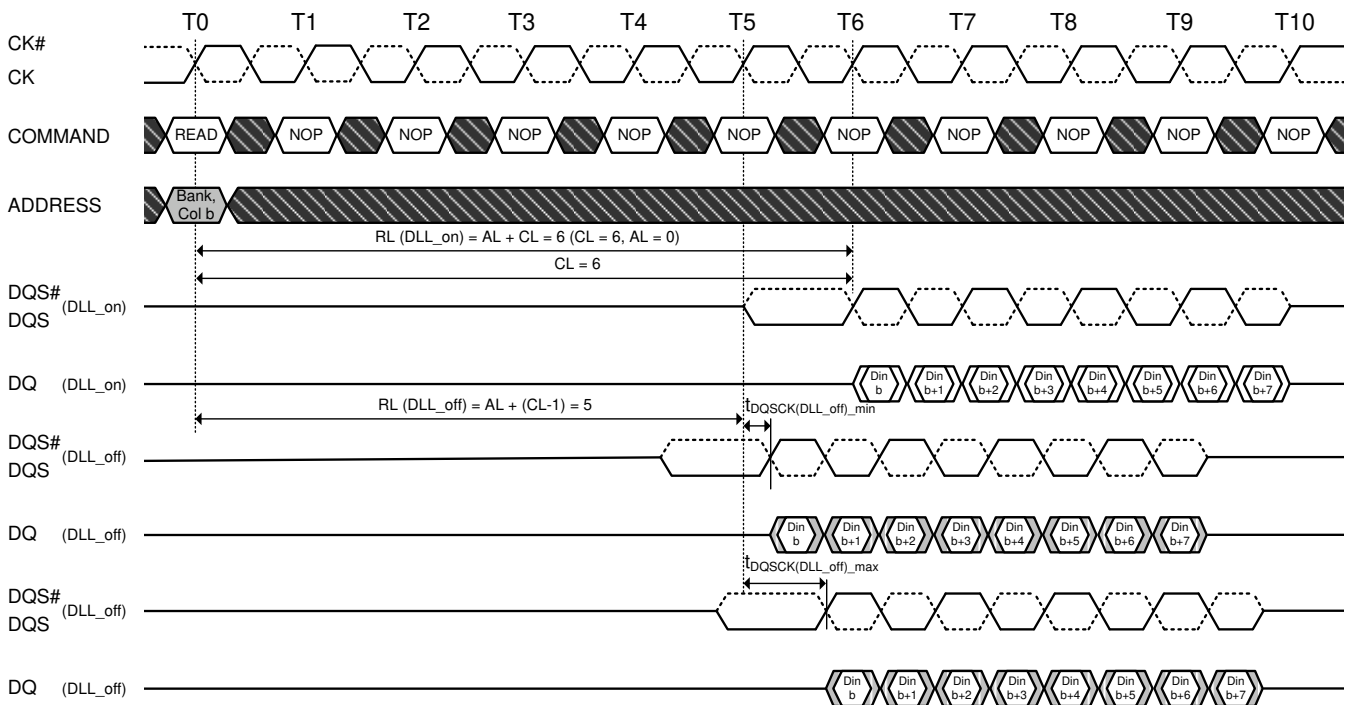 T0 T1 T2 T3 T4 T5 T6 T7 T8 T9 T10
CK#
CK
COMMAND READ NOP NOP NOP NOP NOP NOP NOP NOP NOP NOP
ADDRESS Bank,
Col b
RL (DLL_on) = AL + CL = 6 (CL = 6, AL = 0)
CL = 6
DQS# (DLL_on)
DQS
DQ (DLL_on) Din b Din b+1 Din b+2 Din b+3 Din b+4 Din b+5 Din b+6 Din b+7
RL (DLL_off) = AL + (CL-1) = 5 tDQSCK(DLL_off)_min
DQS# (DLL_off)
DQS
DQ (DLL_off) Din b Din b+1 Din b+2 Din b+3 Din b+4 Din b+5 Din b+6 Din b+7
tDQSCK(DLL_off)_max
DQS# (DLL_off)
DQS
DQ (DLL_off) Din b Din b+1 Din b+2 Din b+3 Din b+4 Din b+5 Din b+6 Din b+7